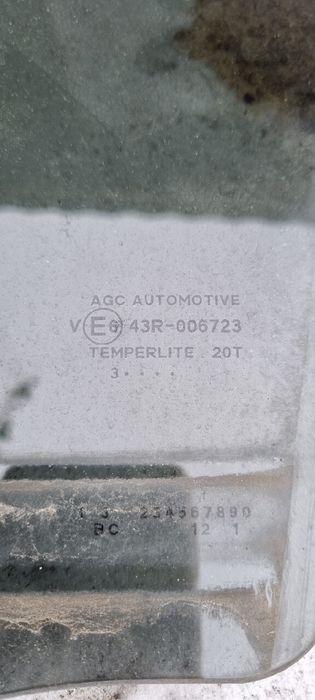 AGC AUTOMOTIVE
V E6 43R-006723
TEMPERLITE 20T
3••••
1 3 234567890
BC 12 1